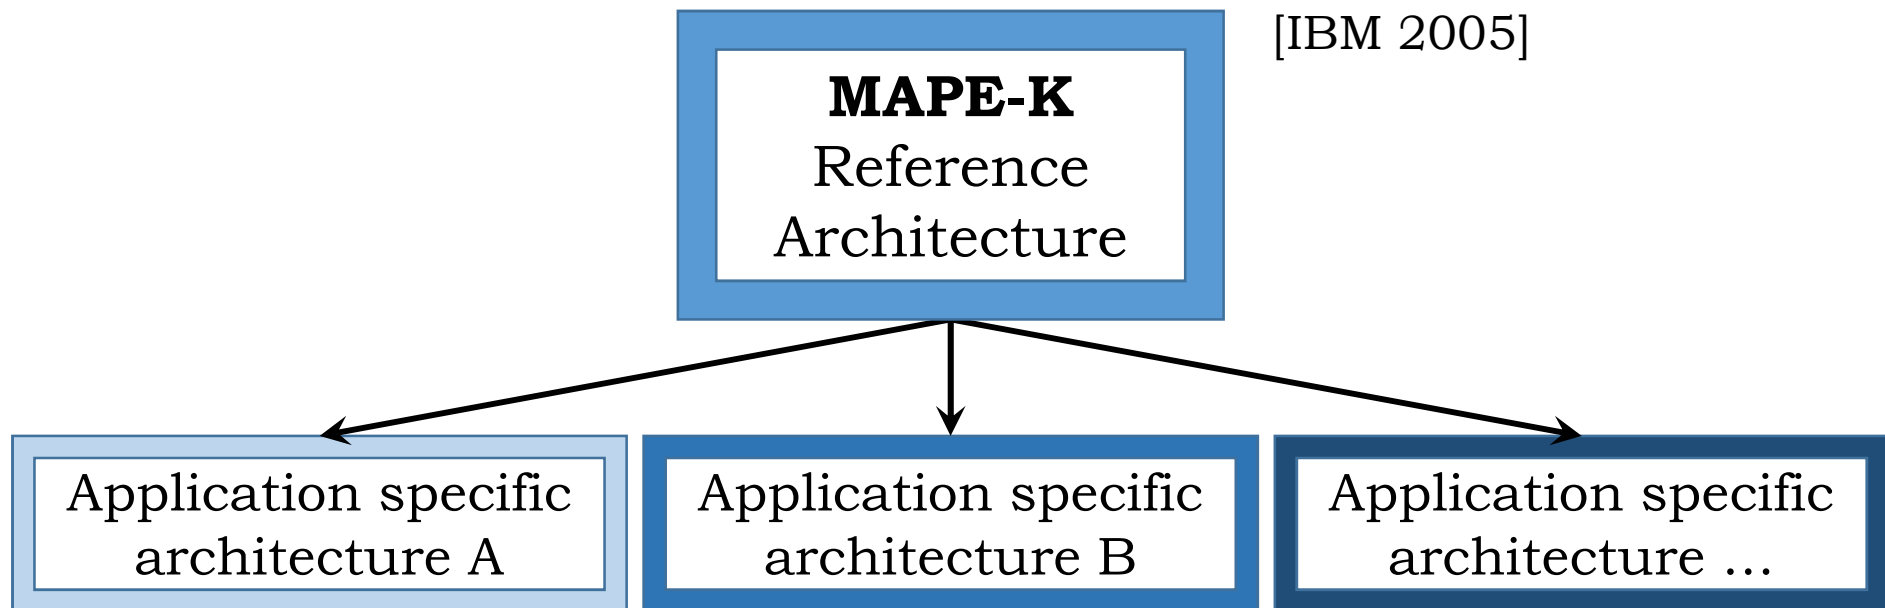 [IBM 2005]
MAPE-K
Reference
Architecture
Application specific
architecture A
Application specific
architecture B
Application specific
architecture …